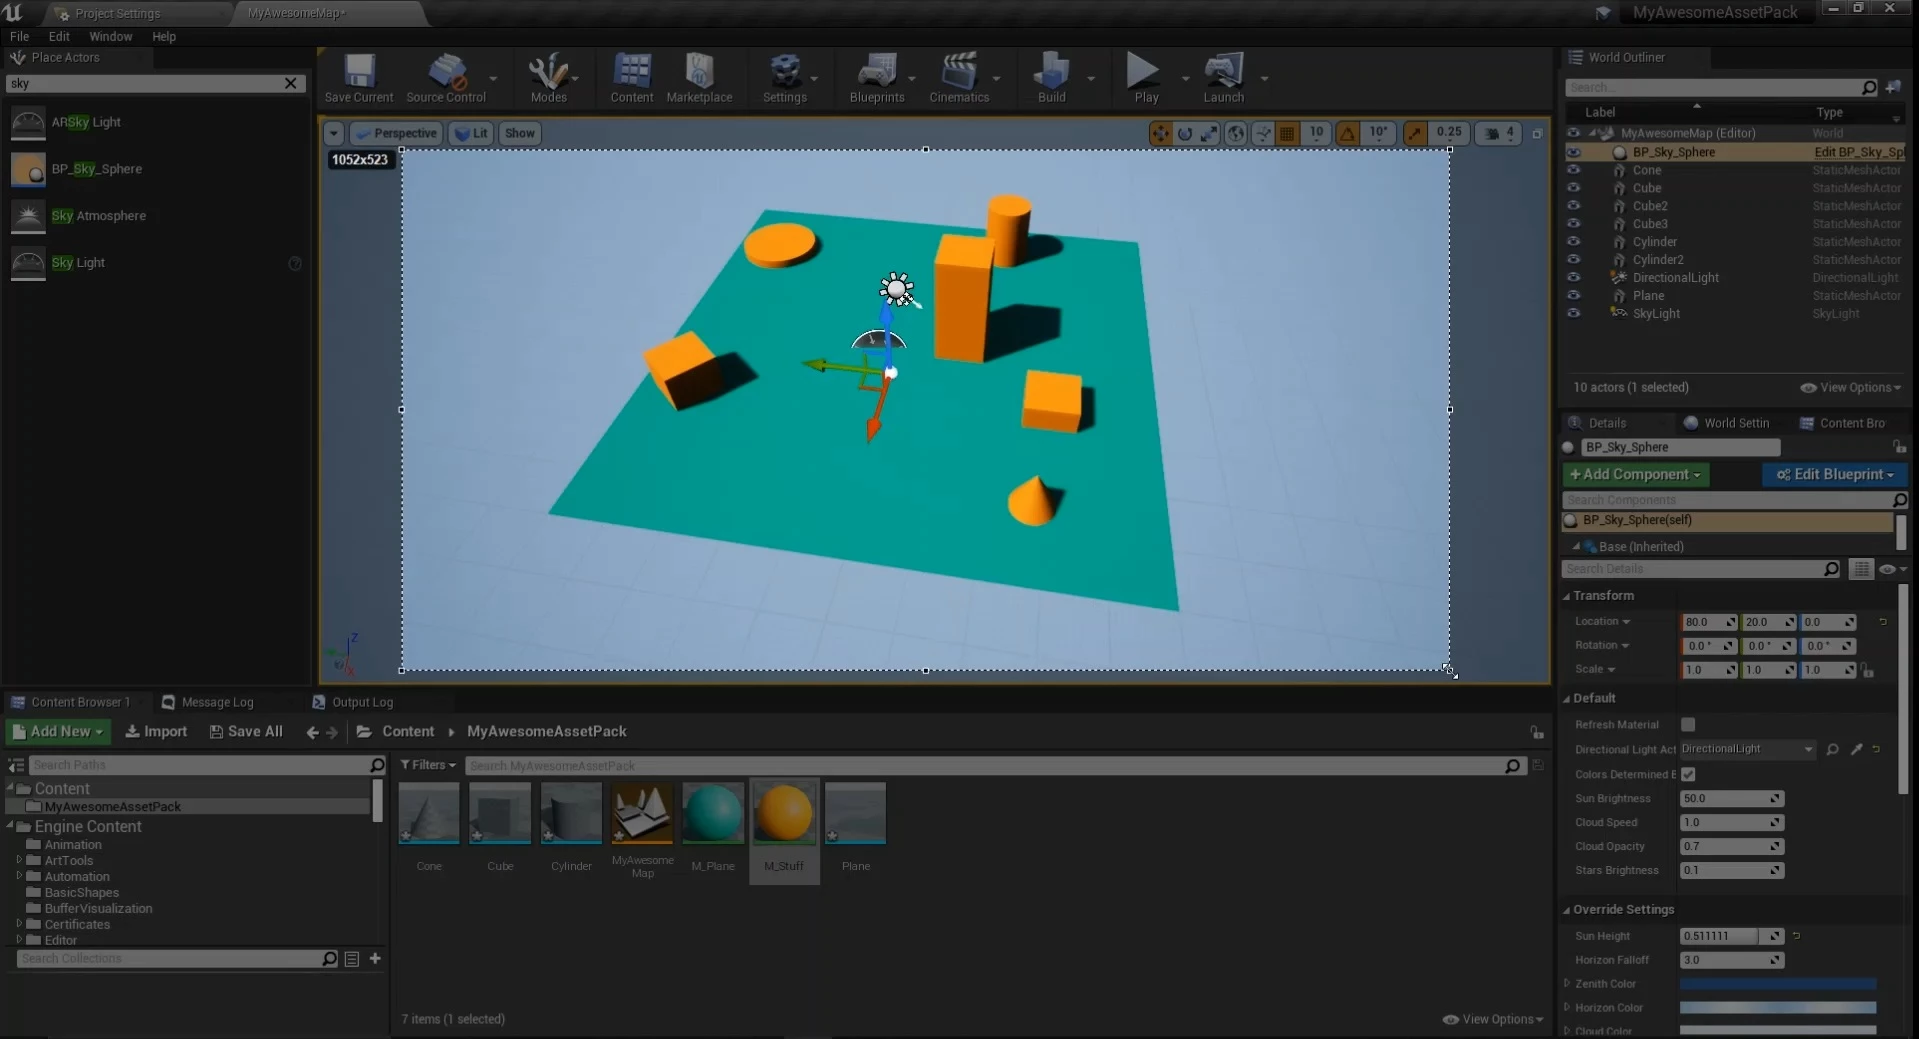 Project Settings
MyAwesomeMap*
MyAwesomeAssetPack
File Edit Window Help
Place Actors
sky
ARSky Light
BP_Sky_Sphere
Sky Atmosphere
Sky Light
Save Current
Source Control
Modes
Content
Marketplace
Settings
Blueprints
Cinematics
Build
Play
Launch
Perspective
Lit
Show
10
10°
0.25
4
1052x523
Z
X
World Outliner
Search...
Label Type
MyAwesomeMap (Editor) World
BP_Sky_Sphere Edit BP_Sky_Spl
Cone StaticMeshActor
Cube StaticMeshActor
Cube2 StaticMeshActor
Cube3 StaticMeshActor
Cylinder StaticMeshActor
Cylinder2 StaticMeshActor
DirectionalLight DirectionalLight
Plane StaticMeshActor
SkyLight SkyLight
10 actors (1 selected)
View Options
Details
World Settin
Content Bro
BP_Sky_Sphere
+Add Component
Edit Blueprint
Search Components
BP_Sky_Sphere(self)
Base (Inherited)
Search Details
Transform
Location 80.0 20.0 0.0
Rotation 0.0 ° 0.0 ° 0.0 °
Scale 1.0 1.0 1.0
Default
Refresh Material
Directional Light Act DirectionalLight
Colors Determined E
Sun Brightness 50.0
Cloud Speed 1.0
Cloud Opacity 0.7
Stars Brightness 0.1
Override Settings
Sun Height 0.511111
Horizon Falloff 3.0
Zenith Color
Horizon Color
Cloud Color
Content Browser 1
Message Log
Output Log
Add New
Import
Save All
Content
MyAwesomeAssetPack
Search Paths
Content
MyAwesomeAssetPack
Engine Content
Animation
ArtTools
Automation
BasicShapes
BufferVisualization
Certificates
Editor
Search Collections
Filters
Search MyAwesomeAssetPack
Cone
Cube
Cylinder
MyAwesome
Map
M_Plane
M_Stuff
Plane
7 items (1 selected)
View Options